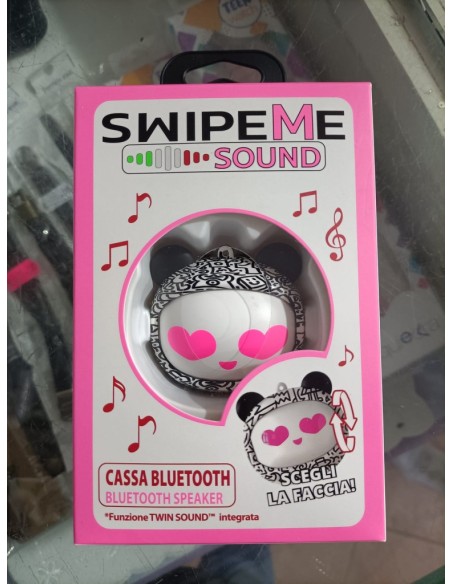 SWIPEME
SOUND
CASSA BLUETOOTH
BLUETOOTH SPEAKER
*Funzione TWIN SOUND™ integrata
SCEGLI
LA FACCIA!